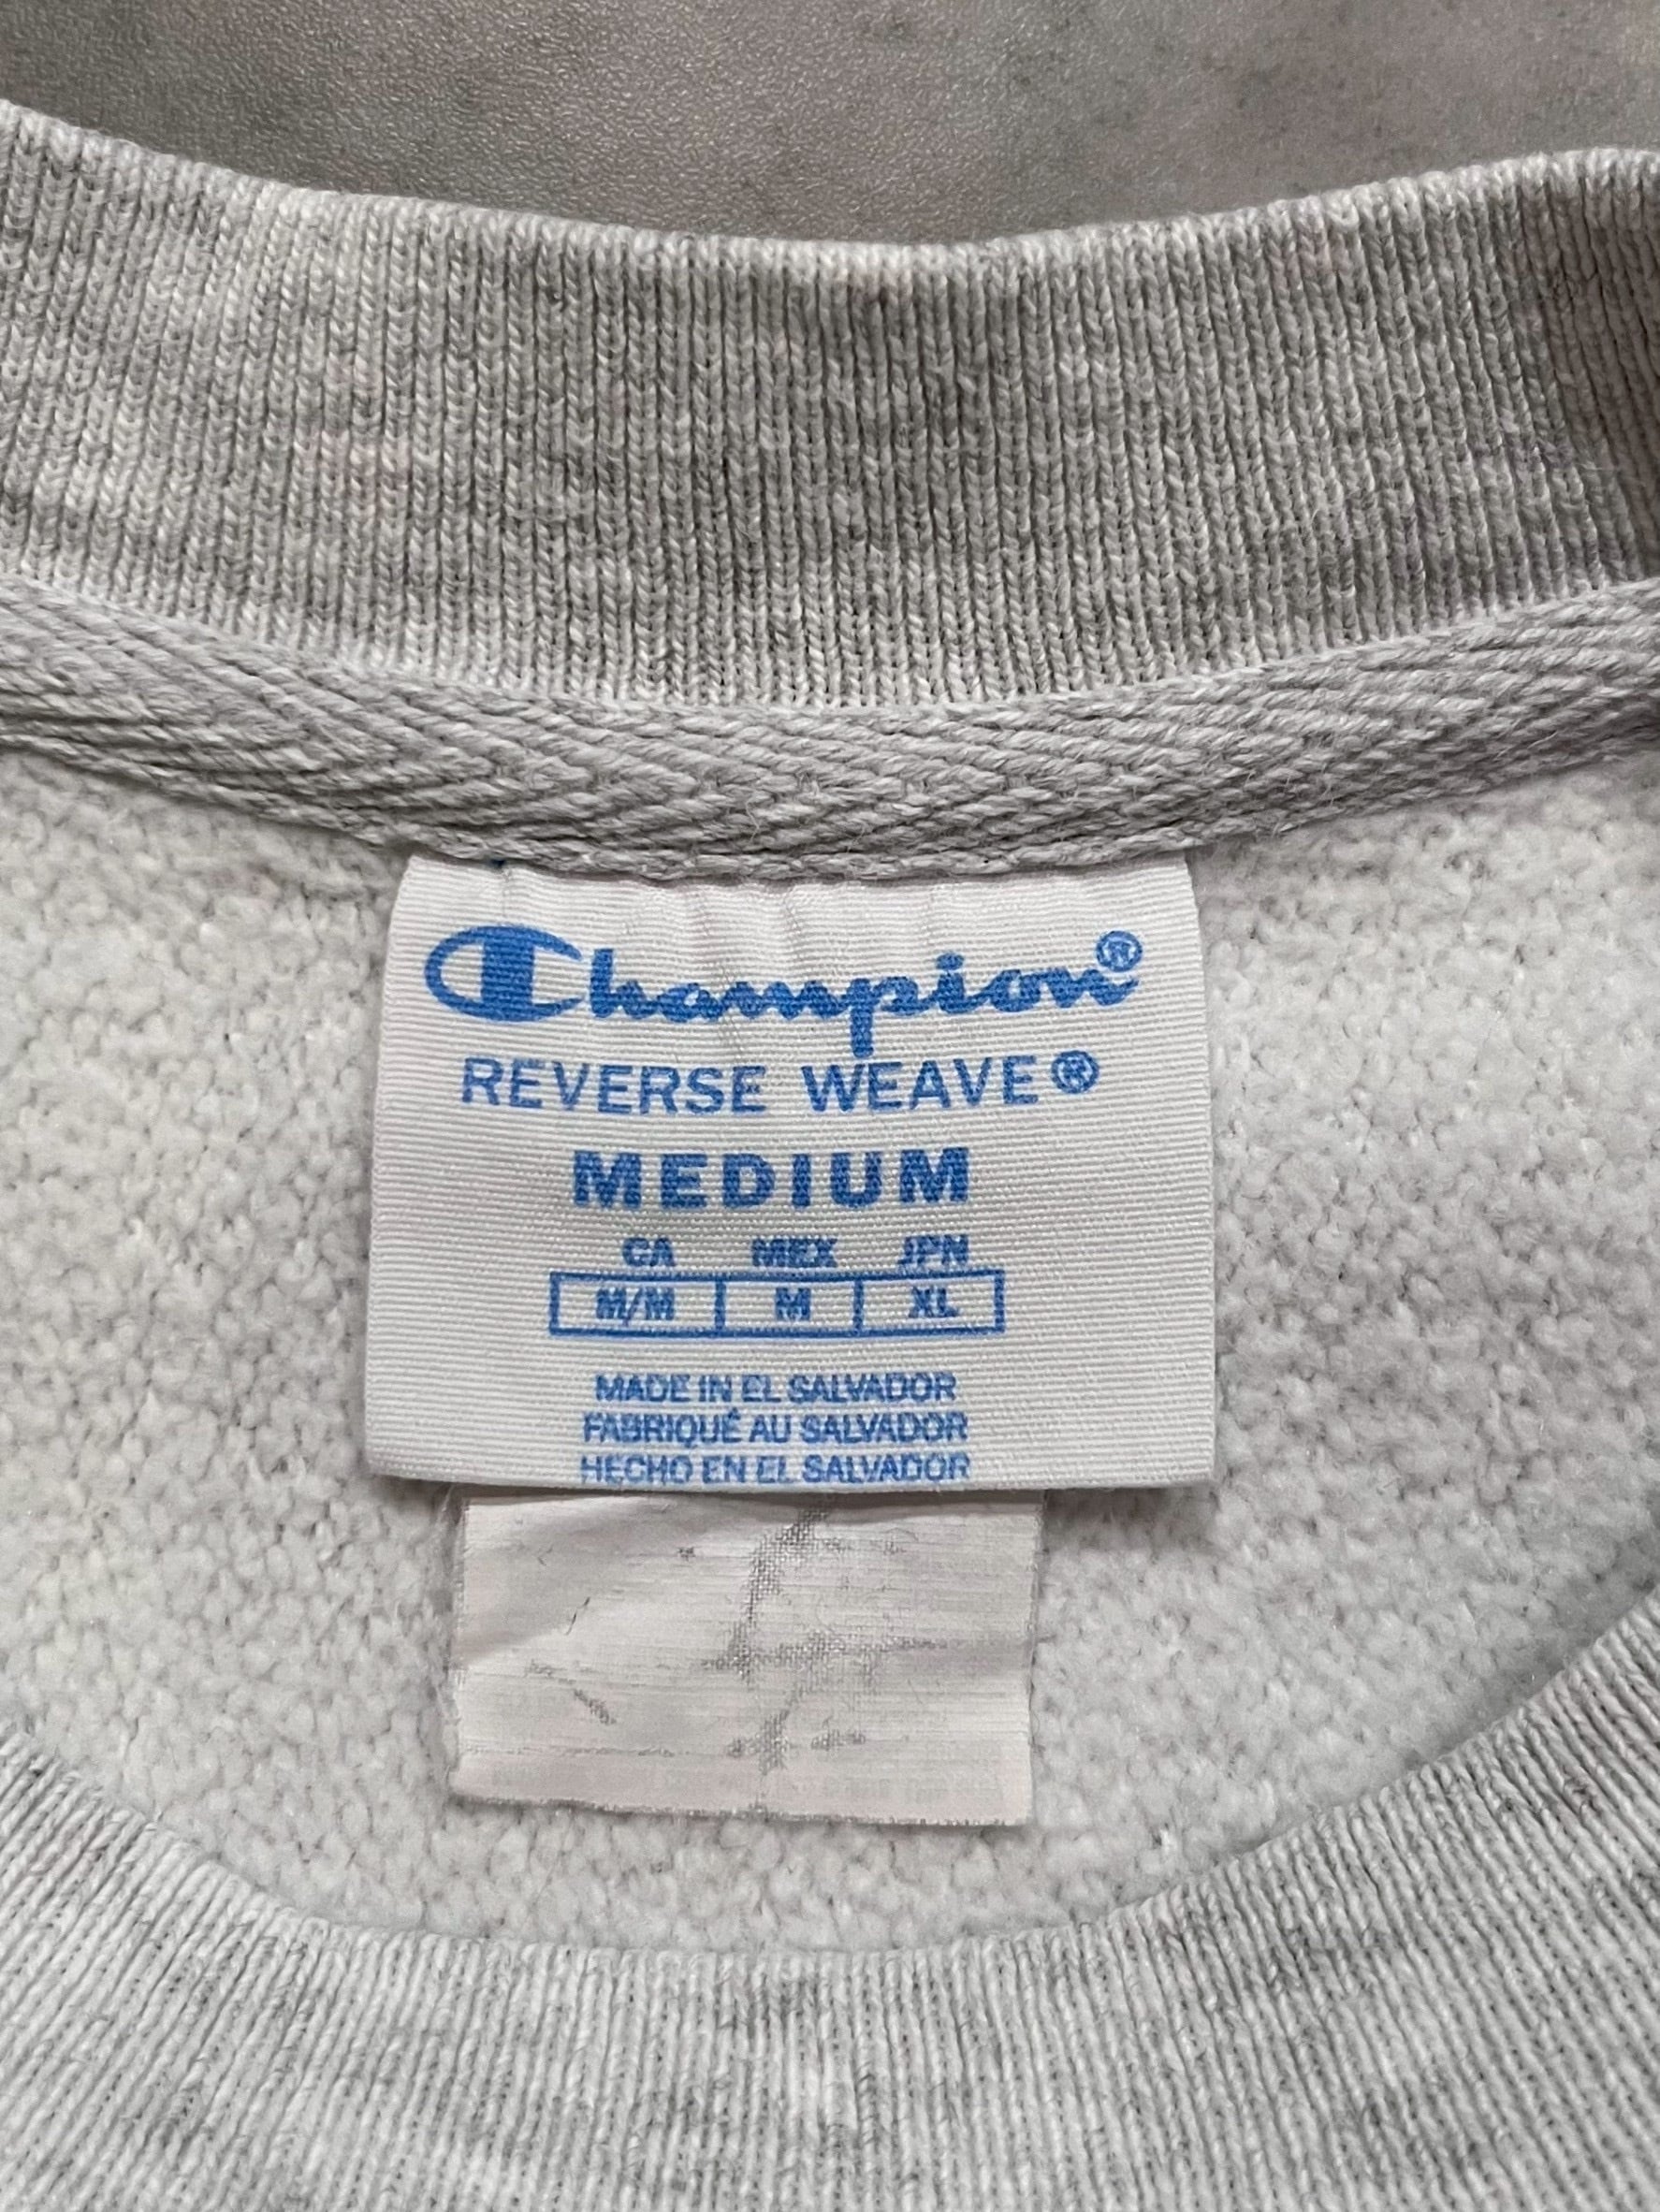 Champion®
REVERSE WEAVE®
MEDIUM
CA MEX JPN
M/M M XL
MADE IN EL SALVADOR
FABRIQUÉ AU SALVADOR
HECHO EN EL SALVADOR